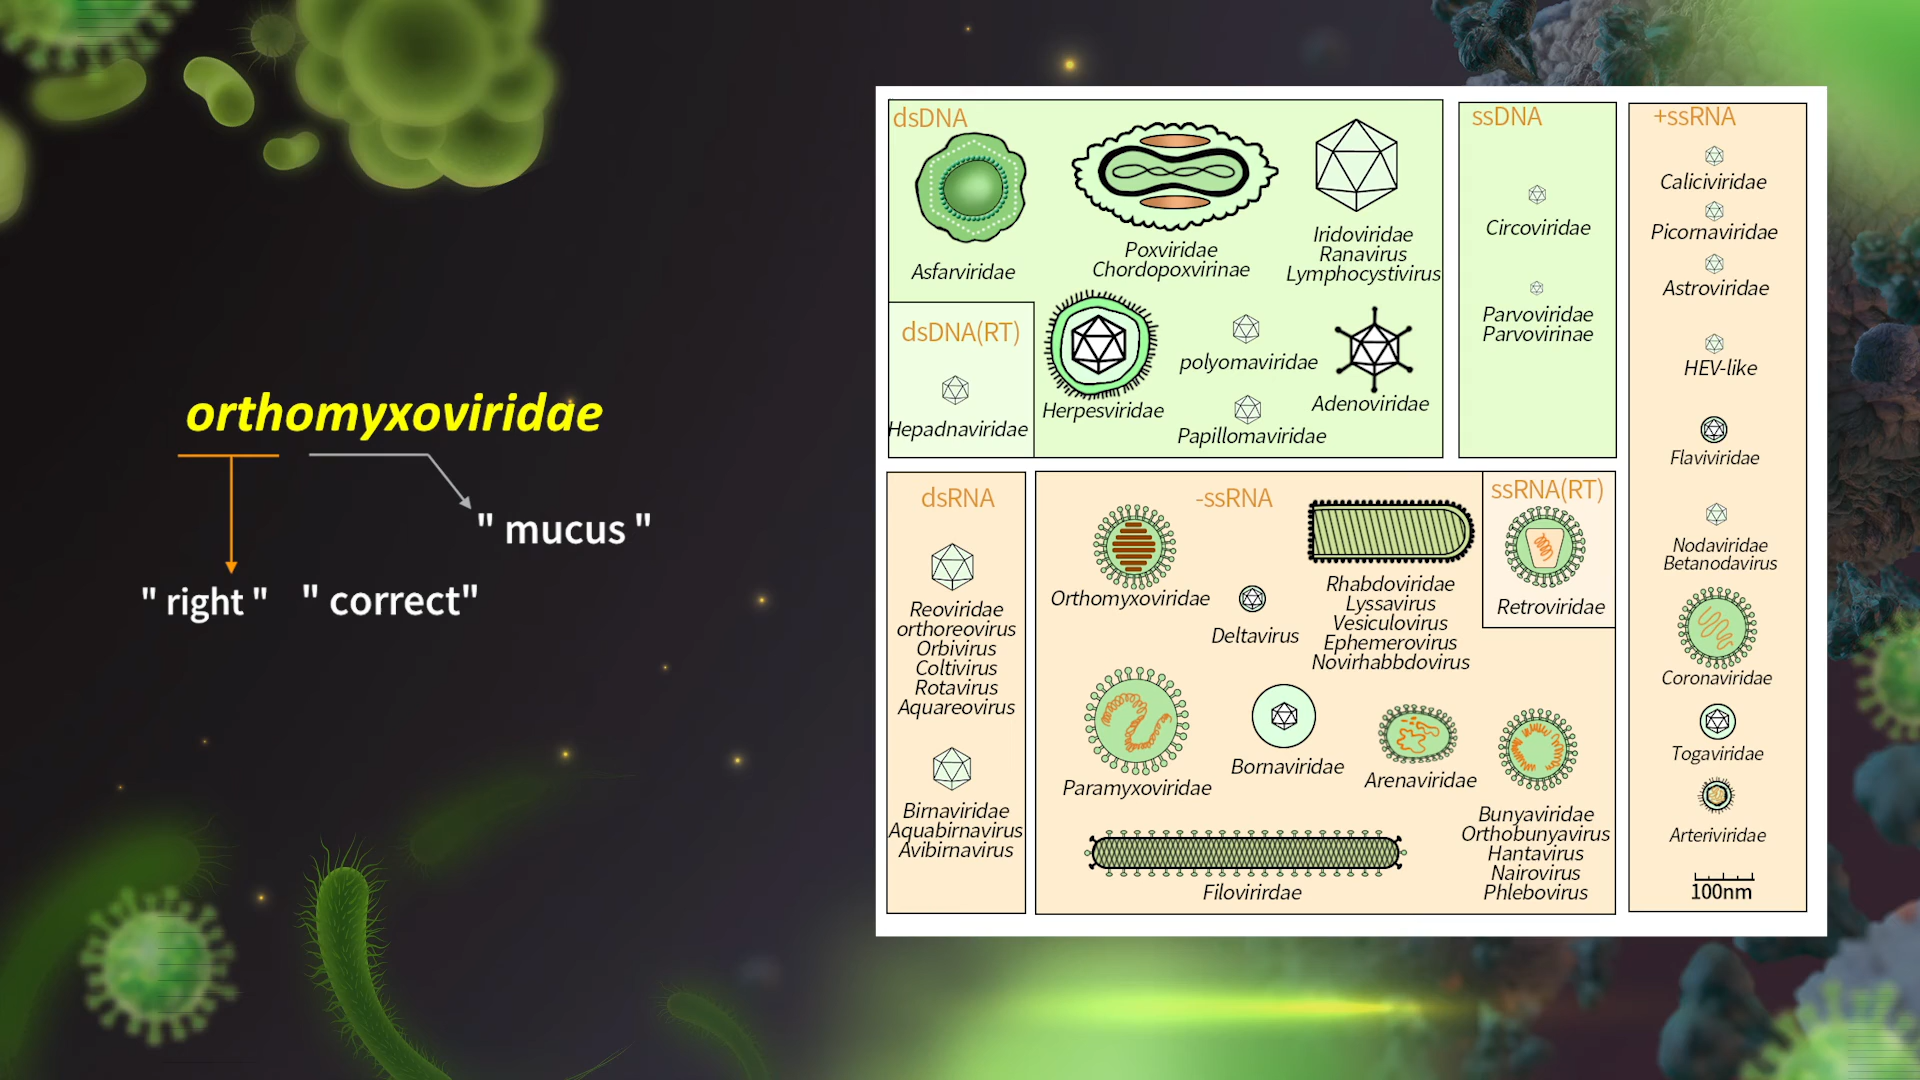 orthomyxoviridae
" mucus "
" right "
" correct"
dsDNA
Asfarviridae
Poxviridae
Chordopoxvirinae
Iridoviridae
Ranavirus
Lymphocystivirus
dsDNA(RT)
Hepadnaviridae
Herpesviridae
polyomaviridae
Papillomaviridae
Adenoviridae
ssDNA
Circoviridae
Parvoviridae
Parvovirinae
+ssRNA
Caliciviridae
Picornaviridae
Astroviridae
HEV-like
Flaviviridae
Nodaviridae
Betanodavirus
Coronaviridae
Togaviridae
Arteriviridae
100nm
dsRNA
Reoviridae
orthoreovirus
Orbivirus
Coltivirus
Rotavirus
Aquareovirus
Birnaviridae
Aquabirnavirus
Avibirnavirus
-ssRNA
Orthomyxoviridae
Deltavirus
Rhabdoviridae
Lyssavirus
Vesiculovirus
Ephemerovirus
Novirhabbdovirus
Paramyxoviridae
Bornaviridae
Arenaviridae
Bunyaviridae
Orthobunyavirus
Hantavirus
Nairovirus
Phlebovirus
Filovirirdae
ssRNA(RT)
Retroviridae